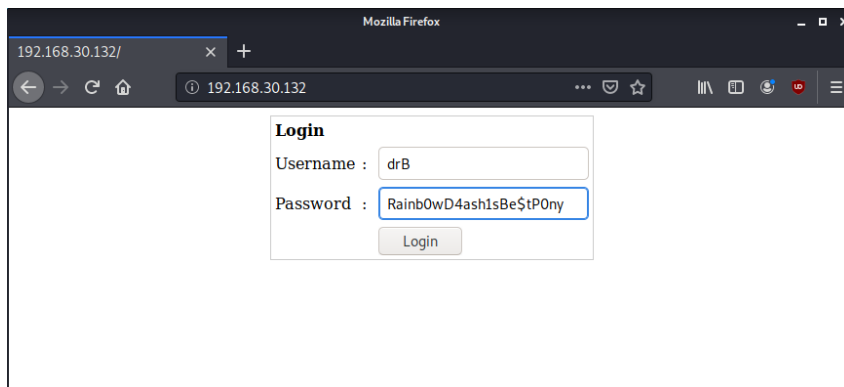 Mozilla Firefox
192.168.30.132/
192.168.30.132
Login
Username : drB
Password : Rainb0wD4ash1sBe$tP0ny
Login